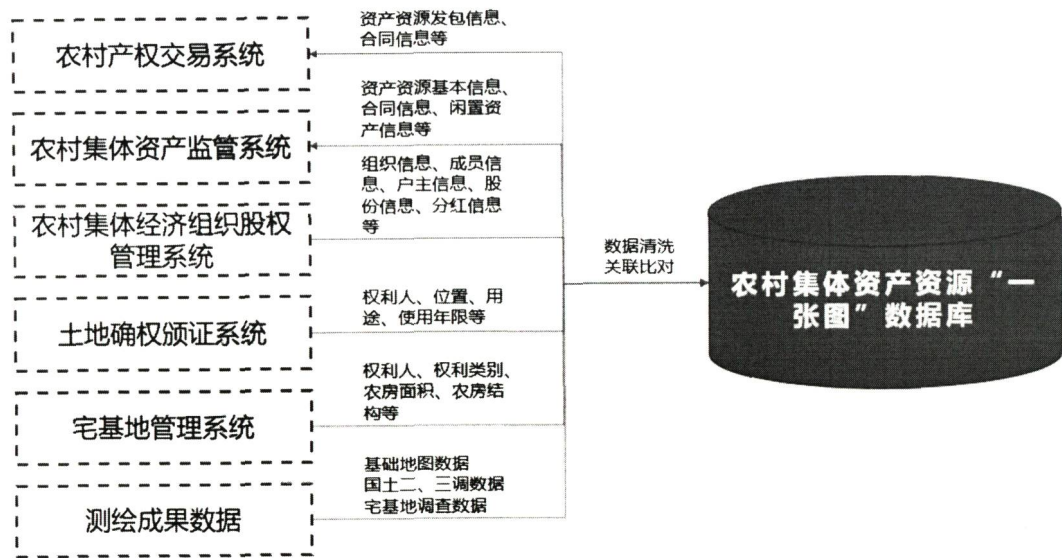 资产资源发包信息、
合同信息等
农村产权交易系统
资产资源基本信息、
合同信息、闲置资
产信息等
农村集体资产监管系统
组织信息、成员信
息、户主信息、股
份信息、分红信息
等
农村集体经济组织股权
管理系统
权利人、位置、用
途、使用年限等
土地确权颁证系统
权利人、权利类别、
农房面积、农房结
构等
宅基地管理系统
基础地图数据
国土二、三调数据
宅基地调查数据
测绘成果数据
数据清洗
关联比对
农村集体资产资源“一
张图”数据库